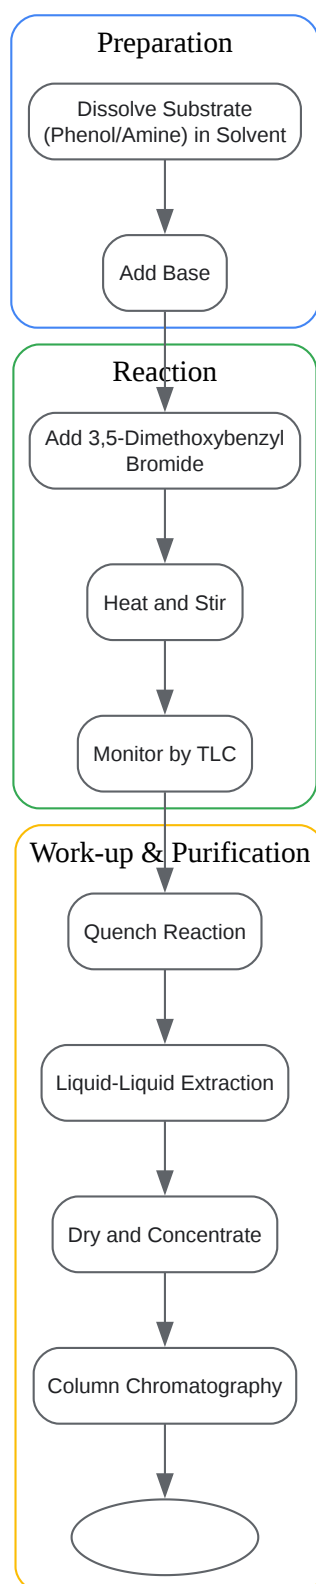 Preparation
Dissolve Substrate
(Phenol/Amine) in Solvent
Add Base
Reaction
Add 3,5-Dimethoxybenzyl
Bromide
Heat and Stir
Monitor by TLC
Work-up & Purification
Quench Reaction
Liquid-Liquid Extraction
Dry and Concentrate
Column Chromatography